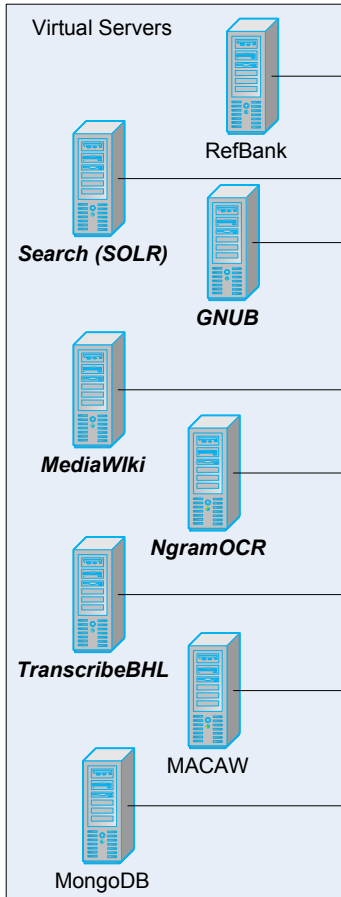 Virtual Servers
RefBank
Search (SOLR)
GNUB
MediaWIki
NgramOCR
TranscribeBHL
MACAW
MongoDB